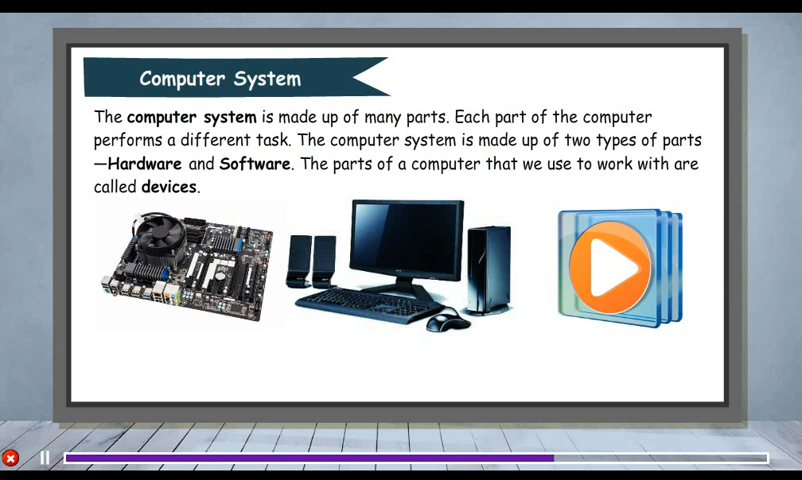 Computer System
The computer system is made up of many parts. Each part of the computer
performs a different task. The computer system is made up of two types of parts
—Hardware and Software. The parts of a computer that we use to work with are
called devices.